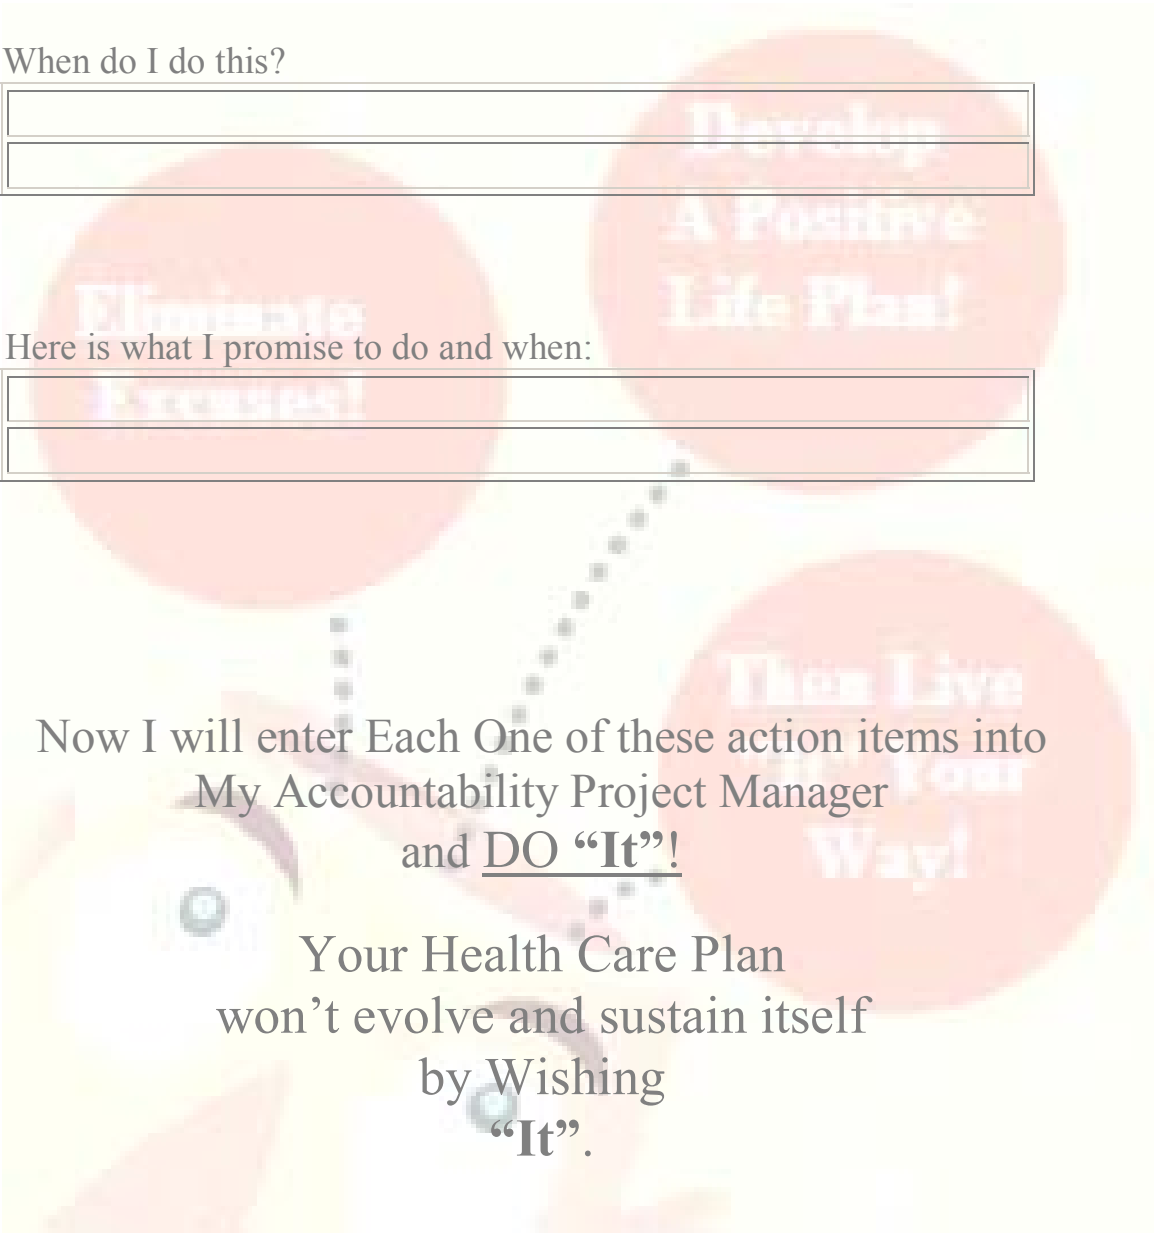 When do I do this?
Develop
A Positive
Life Plan!
Eliminate
Excuses!
Here is what I promise to do and when:
Then Live
"It" Your
Way!
Now I will enter Each One of these action items into
My Accountability Project Manager
and DO “It”!
Your Health Care Plan
won’t evolve and sustain itself
by Wishing
“It”.